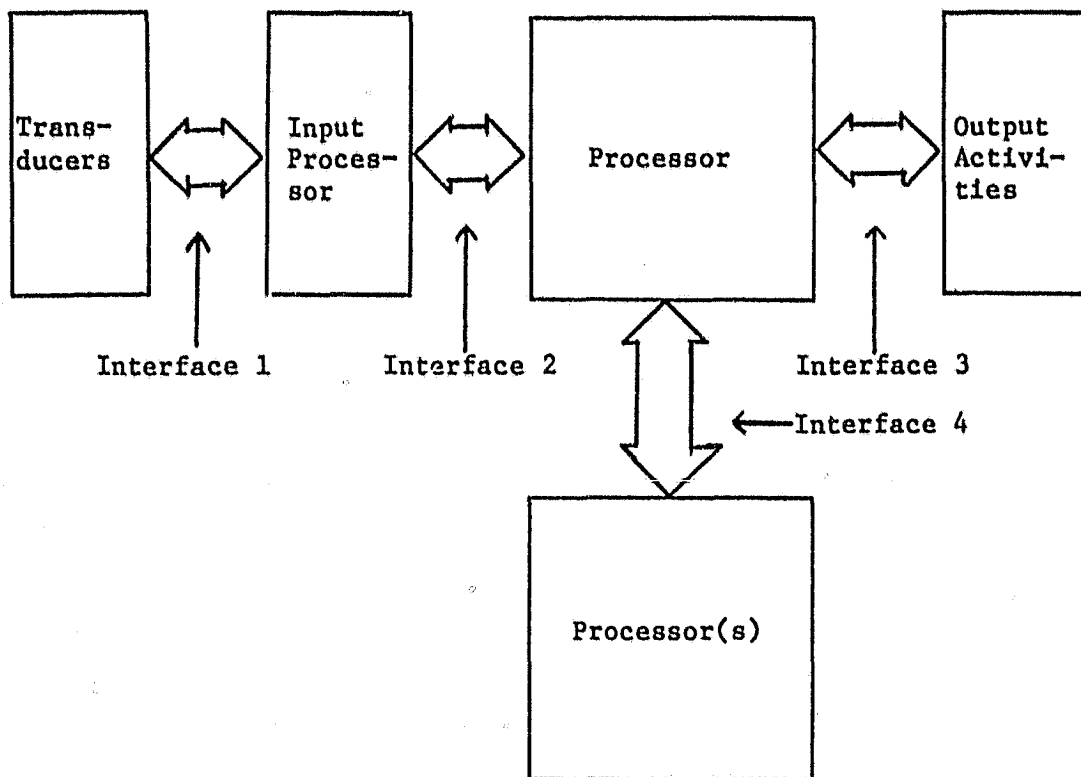 Trans-
ducers
Input
Proces-
sor
Processor
Output
Activi-
ties
Interface 1
Interface 2
Interface 3
Interface 4
Processor(s)